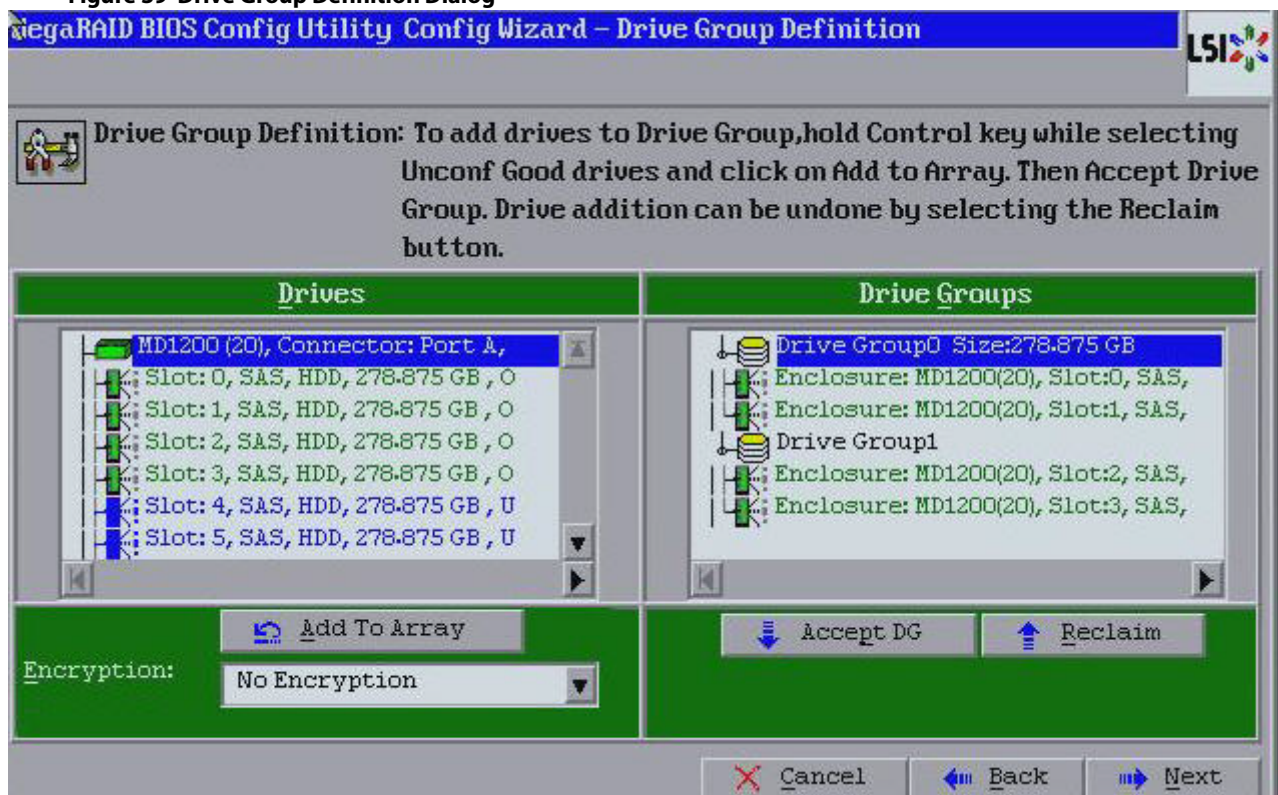 Figure 59 Drive Group Definition Dialog
MegaRAID BIOS Config Utility Config Wizard – Drive Group Definition
LSI
Drive Group Definition: To add drives to Drive Group,hold Control key while selecting
Unconf Good drives and click on Add to Array. Then Accept Drive
Group. Drive addition can be undone by selecting the Reclaim
button.
Drives
MD1200 (20), Connector: Port A,
Slot: 0, SAS, HDD, 278.875 GB , O
Slot: 1, SAS, HDD, 278.875 GB , O
Slot: 2, SAS, HDD, 278.875 GB , O
Slot: 3, SAS, HDD, 278.875 GB , O
Slot: 4, SAS, HDD, 278.875 GB , U
Slot: 5, SAS, HDD, 278.875 GB , U
Add To Array
Encryption:
No Encryption
Drive Groups
Drive Group0 Size:278.875 GB
Enclosure: MD1200(20), Slot:0, SAS,
Enclosure: MD1200(20), Slot:1, SAS,
Drive Group1
Enclosure: MD1200(20), Slot:2, SAS,
Enclosure: MD1200(20), Slot:3, SAS,
Accept DG
Reclaim
Cancel
Back
Next